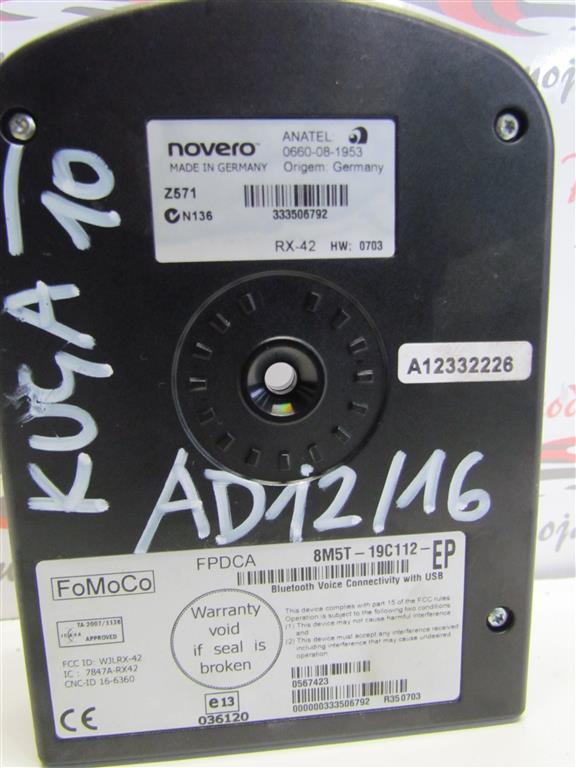 novero™
MADE IN GERMANY
ANATEL:
0660-08-1953
Origem: Germany
Z571
N136
333506792
RX-42 HW: 0703
KUGA 10
A12332226
AD12/16
FoMoCo
FPDCA
8M5T-19C112-EP
Bluetooth Voice Connectivity with USB
TA-2007/1136
APPROVED
FCC ID: WJLRX-42
IC : 7847A-RX42
CNC-ID 16-6360
CE
Warranty
void
if seal is
broken
e13
036120
This device complies with part 15 of the FCC rules
Operation is subject to the following two conditions
(1) This device may not cause harmful interference
and
(2) This device must accept any interference received
including interference that may cause undesired
operation
0567423
000000333506792 R350703